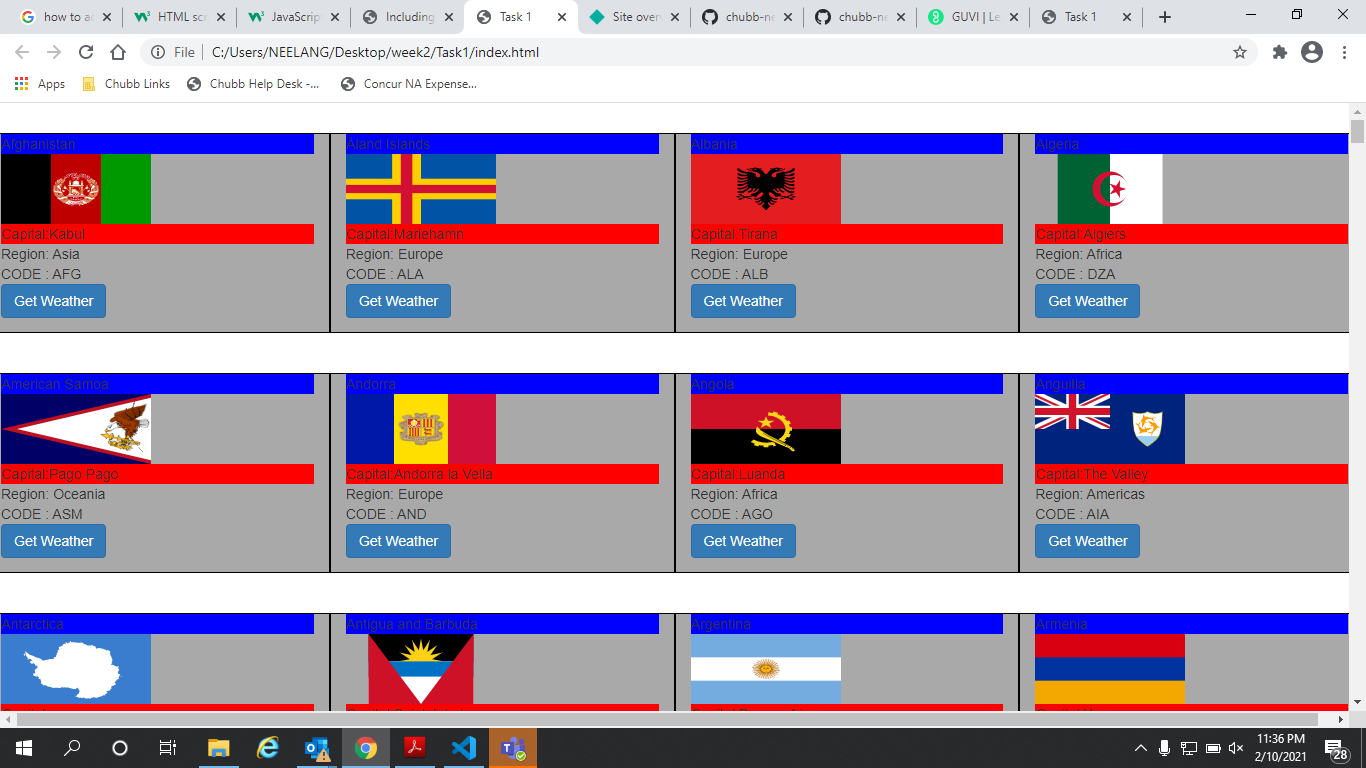 how to ac
HTML scr
JavaScrip
Including
Task 1
Site over
chubb-ne
chubb-ne
GUVI | Le
Task 1
File C:/Users/NEELANG/Desktop/week2/Task1/index.html
Apps Chubb Links Chubb Help Desk -... Concur NA Expense...
Afghanistan
Capital:Kabul
Region: Asia
CODE : AFG
Get Weather
Aland Islands
Capital:Mariehamn
Region: Europe
CODE : ALA
Get Weather
Albania
Capital:Tirana
Region: Europe
CODE : ALB
Get Weather
Algeria
Capital:Algiers
Region: Africa
CODE : DZA
Get Weather
American Samoa
Capital:Pago Pago
Region: Oceania
CODE : ASM
Get Weather
Andorra
Capital:Andorra la Vella
Region: Europe
CODE : AND
Get Weather
Angola
Capital:Luanda
Region: Africa
CODE : AGO
Get Weather
Anguilla
Capital:The Valley
Region: Americas
CODE : AIA
Get Weather
Antarctica
Antigua and Barbuda
Argentina
Armenia
11:36 PM
2/10/2021
28